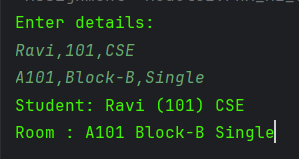 Enter details:
Ravi,101,CSE
A101,Block-B,Single
Student: Ravi (101) CSE
Room : A101 Block-B Single